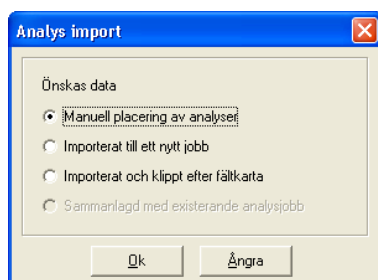 Analys import
Önskas data
Manuell placering av analyser
Importerat till ett nytt jobb
Importerat och klippt efter fältkarta
Sammanlagd med existerande analysjobb
Ok Ångra